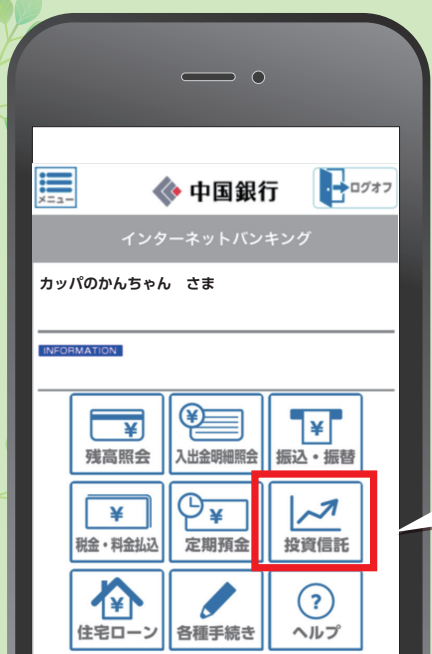 メニュー
中国銀行
ログオフ
インターネットバンキング
カッパのかんちゃん さま
INFORMATION
残高照会
入出金明細照会
振込・振替
税金・料金払込
定期預金
投資信託
住宅ローン
各種手続き
ヘルプ